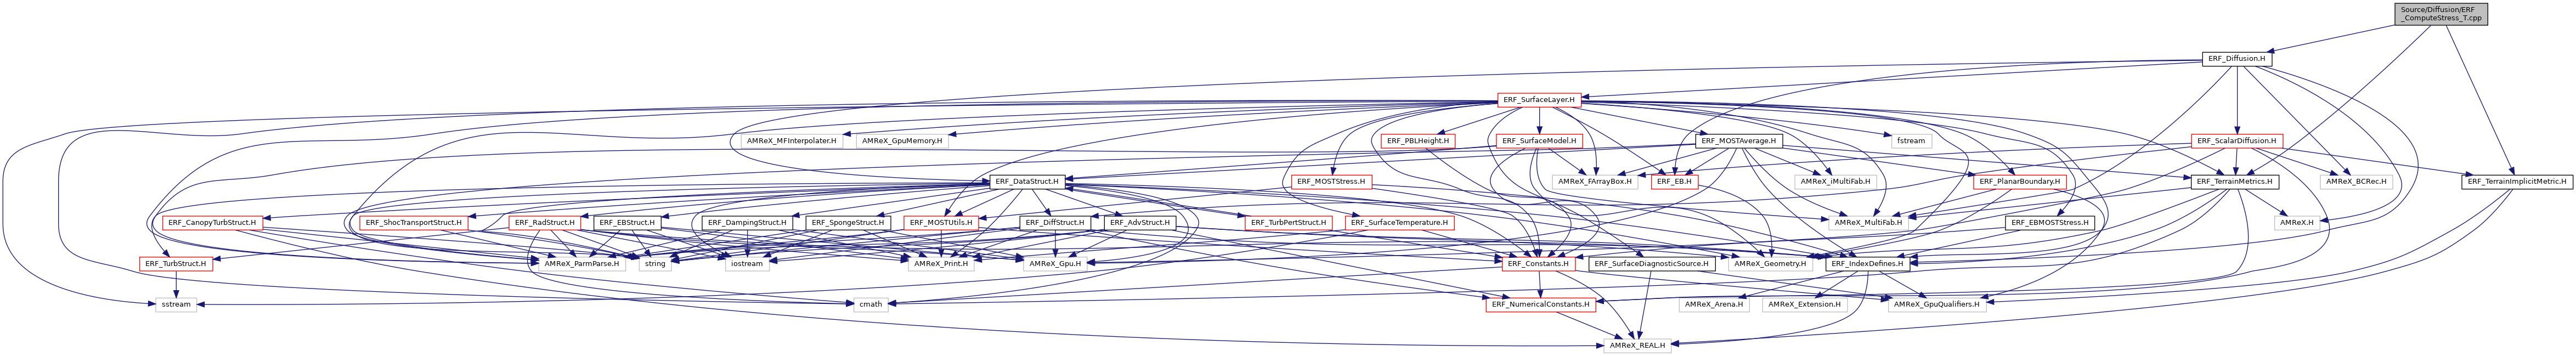 Source/Diffusion/ERF
_ComputeStress_T.cpp
ERF_Diffusion.H
ERF_SurfaceLayer.H
AMReX_MFInterpolater.H
AMReX_GpuMemory.H
ERF_PBLHeight.H
ERF_SurfaceModel.H
ERF_MOSTAverage.H
fstream
ERF_ScalarDiffusion.H
ERF_DataStruct.H
ERF_MOSTStress.H
AMReX_FArrayBox.H
ERF_EB.H
AMReX_iMultiFab.H
ERF_PlanarBoundary.H
ERF_TerrainMetrics.H
AMReX_BCRec.H
ERF_TerrainImplicitMetric.H
ERF_CanopyTurbStruct.H
ERF_ShocTransportStruct.H
ERF_RadStruct.H
ERF_EBStruct.H
ERF_DampingStruct.H
ERF_SpongeStruct.H
ERF_MOSTUtils.H
ERF_DiffStruct.H
ERF_AdvStruct.H
ERF_TurbPertStruct.H
ERF_SurfaceTemperature.H
AMReX_MultiFab.H
ERF_EBMOSTStress.H
AMReX.H
ERF_TurbStruct.H
AMReX_ParmParse.H
string
iostream
AMReX_Print.H
AMReX_Gpu.H
ERF_Constants.H
ERF_SurfaceDiagnosticSource.H
AMReX_Geometry.H
ERF_IndexDefines.H
sstream
cmath
ERF_NumericalConstants.H
AMReX_Arena.H
AMReX_Extension.H
AMReX_GpuQualifiers.H
AMReX_REAL.H